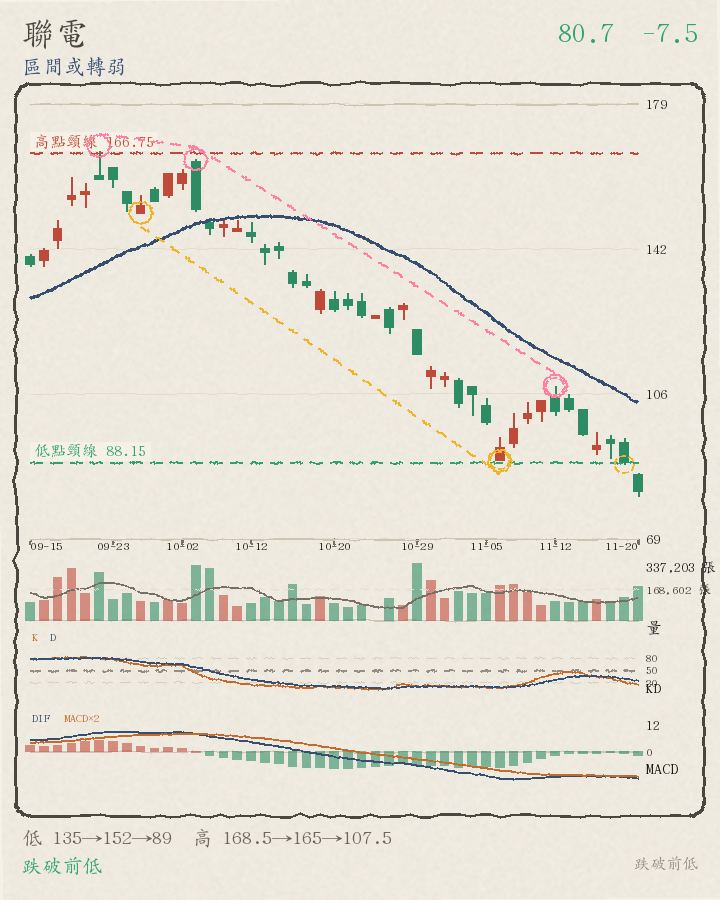 聯電
80.7 -7.5
區間或轉弱
179
高點頸線 166.75
142
106
低點頸線 88.15
69
09-15 09-23 10-02 10-12 10-20 10-29 11-05 11-12 11-20
337,203 張
168,602 張
量
K D
80
50
20
KD
DIF MACD×2
12
0
MACD
低 135→152→89 高 168.5→165→107.5
跌破前低
跌破前低